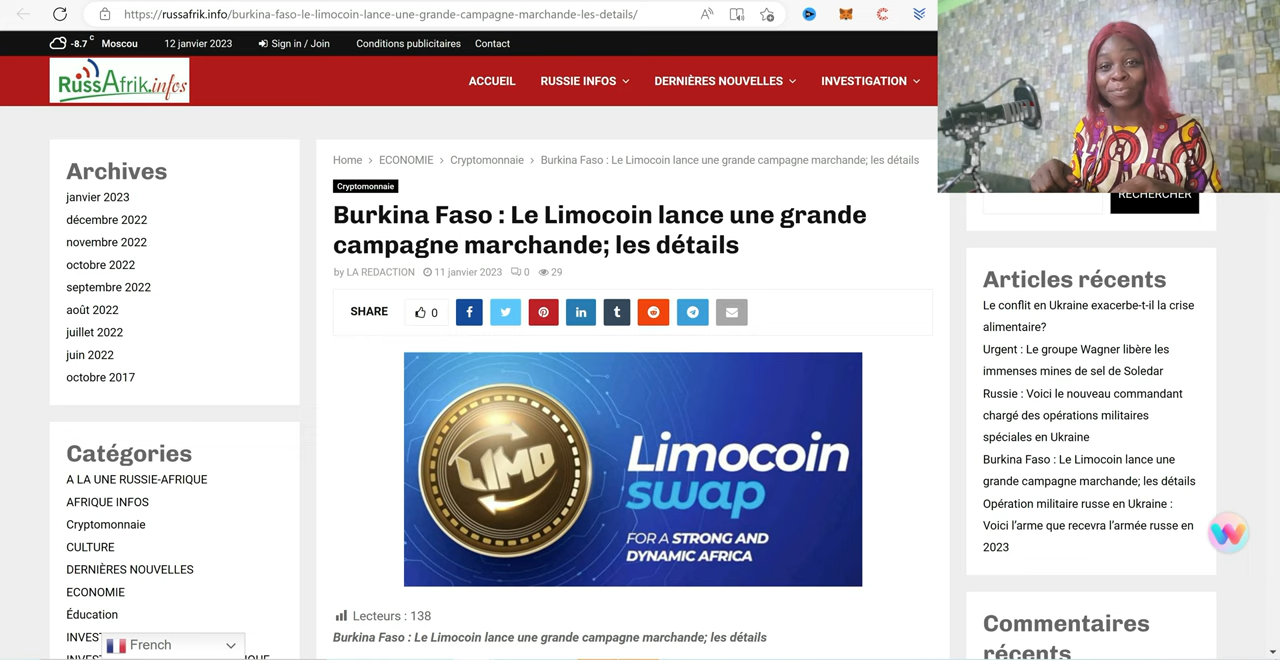 https://russafrik.info/burkina-faso-le-limocoin-lance-une-grande-campagne-marchande-les-details/
-8.7 C Moscou 12 janvier 2023 Sign in / Join Conditions publicitaires Contact
RussAfrik.infos
ACCUEIL RUSSIE INFOS DERNIÈRES NOUVELLES INVESTIGATION
Archives
janvier 2023
décembre 2022
novembre 2022
octobre 2022
septembre 2022
août 2022
juillet 2022
juin 2022
octobre 2017
Catégories
A LA UNE RUSSIE-AFRIQUE
AFRIQUE INFOS
Cryptomonnaie
CULTURE
DERNIÈRES NOUVELLES
ECONOMIE
Éducation
French
Home > ECONOMIE > Cryptomonnaie > Burkina Faso : Le Limocoin lance une grande campagne marchande; les détails
Cryptomonnaie
Burkina Faso : Le Limocoin lance une grande
campagne marchande; les détails
by LA REDACTION 11 janvier 2023 0 29
SHARE 0
LIMO
Limocoin
swap
FOR A STRONG AND
DYNAMIC AFRICA
Lecteurs : 138
Burkina Faso : Le Limocoin lance une grande campagne marchande; les détails
RECHERCHER
Articles récents
Le conflit en Ukraine exacerbe-t-il la crise
alimentaire?
Urgent : Le groupe Wagner libère les
immenses mines de sel de Soledar
Russie : Voici le nouveau commandant
chargé des opérations militaires
spéciales en Ukraine
Burkina Faso : Le Limocoin lance une
grande campagne marchande; les détails
Opération militaire russe en Ukraine :
Voici l'arme que recevra l'armée russe en
2023
Commentaires
récents